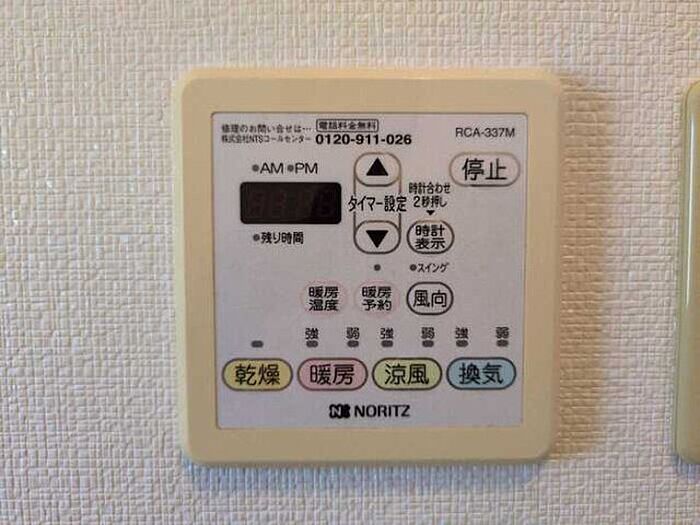 修理のお問い合せは… 電話料金無料
株式会社NTSコールセンター 0120-911-026
RCA-337M
●AM ●PM
停止
▲
タイマー設定
▼
時計合わせ
2秒押し
▼
時計
表示
●残り時間
●スイング
暖房
温度
暖房
予約
風向
強 弱 強 弱 強 弱
乾燥 暖房 涼風 換気
NORITZ